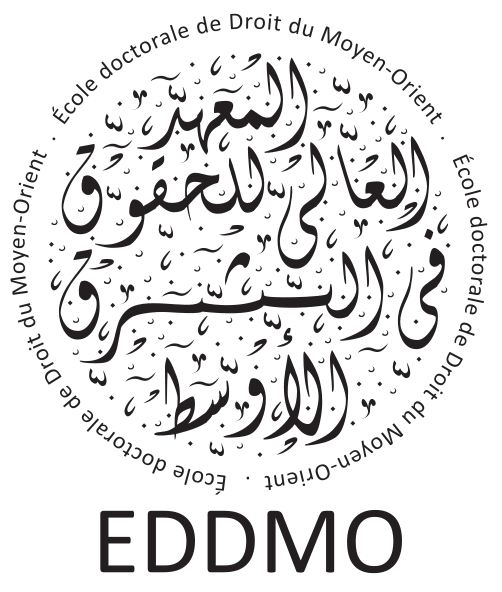 École doctorale de Droit du Moyen-Orient · École doctorale de Droit du Moyen-Orient · École doctorale de Droit du Moyen-Orient ·
المعهد
العالي للحقوق
في الشرق
الأوسط
EDDMO